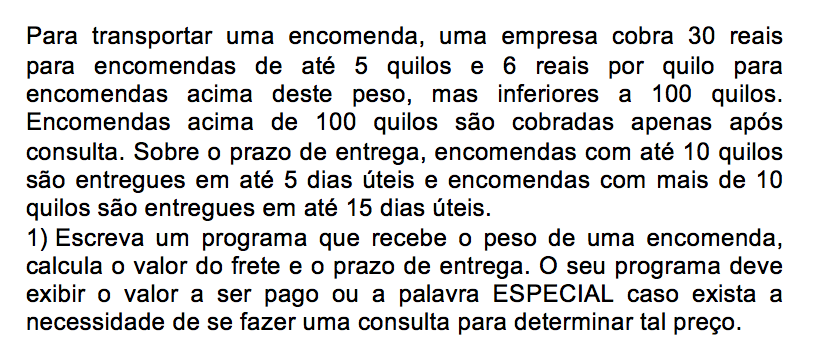 Para transportar uma encomenda, uma empresa cobra 30 reais
para encomendas de até 5 quilos e 6 reais por quilo para
encomendas acima deste peso, mas inferiores a 100 quilos.
Encomendas acima de 100 quilos são cobradas apenas após
consulta. Sobre o prazo de entrega, encomendas com até 10 quilos
são entregues em até 5 dias úteis e encomendas com mais de 10
quilos são entregues em até 15 dias úteis.
1) Escreva um programa que recebe o peso de uma encomenda,
calcula o valor do frete e o prazo de entrega. O seu programa deve
exibir o valor a ser pago ou a palavra ESPECIAL caso exista a
necessidade de se fazer uma consulta para determinar tal preço.